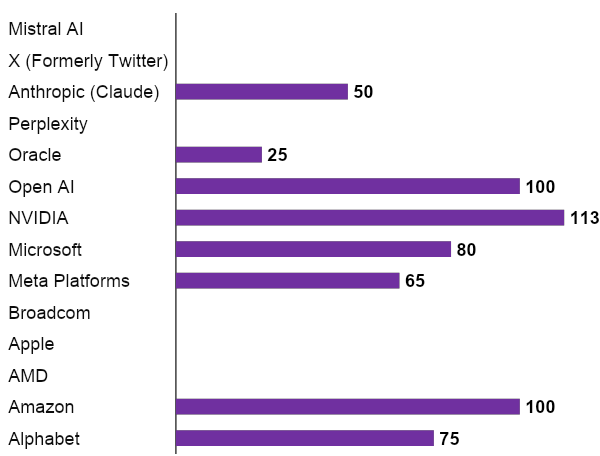 Mistral AI
X (Formerly Twitter)
Anthropic (Claude) 50
Perplexity
Oracle 25
Open AI 100
NVIDIA 113
Microsoft 80
Meta Platforms 65
Broadcom
Apple
AMD
Amazon 100
Alphabet 75